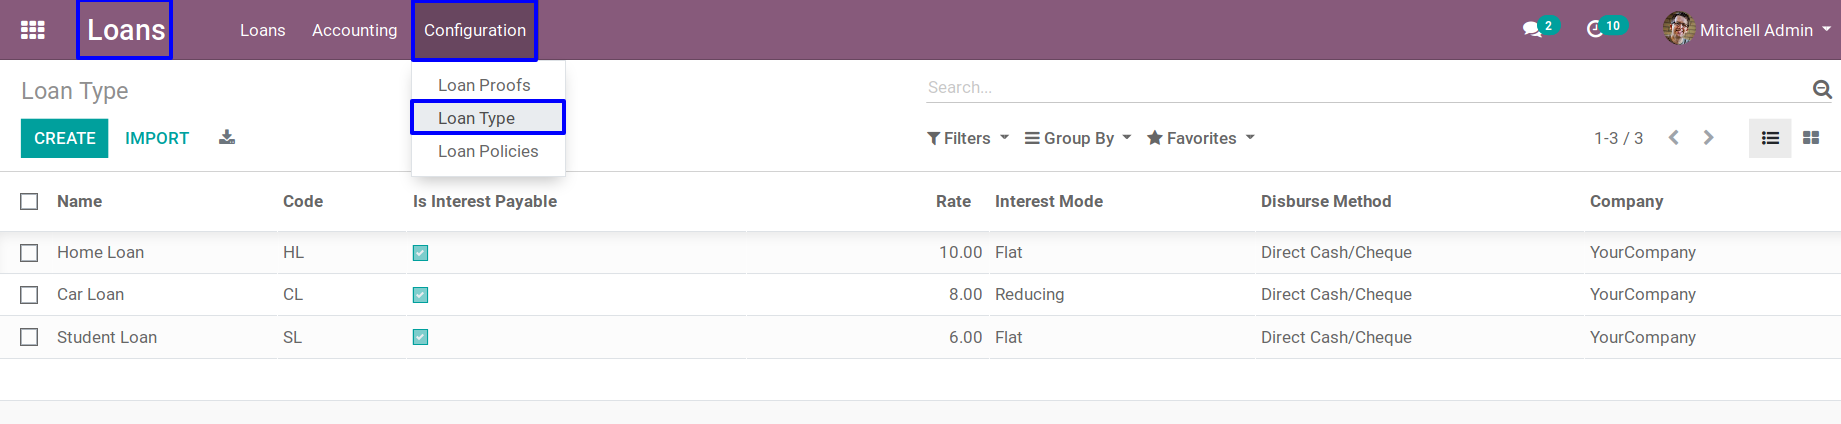 Loans Loans Accounting Configuration 2 10 Mitchell Admin
Loan Type
Search...
Loan Proofs
Loan Type
Loan Policies
CREATE IMPORT Filters Group By Favorites 1-3 / 3
Name Code Is Interest Payable Rate Interest Mode Disburse Method Company
Home Loan HL 10.00 Flat Direct Cash/Cheque YourCompany
Car Loan CL 8.00 Reducing Direct Cash/Cheque YourCompany
Student Loan SL 6.00 Flat Direct Cash/Cheque YourCompany